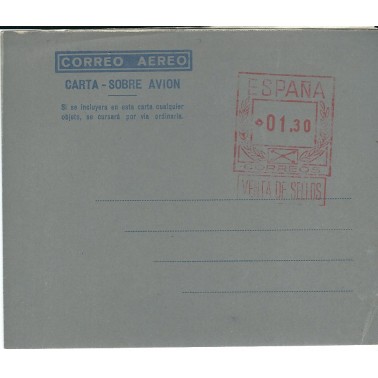 CORREO AEREO
CARTA - SOBRE AVION
Si se incluyera en esta carta cualquier
objeto, se cursará por vía ordinaria.
ESPAÑA
01,30
CORREOS
VENTA DE SELLOS